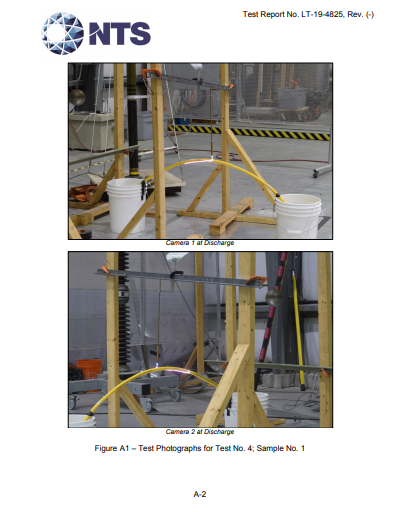 Test Report No. LT-19-4825, Rev. (-)
NTS
Camera 1 at Discharge
Camera 2 at Discharge
Figure A1 – Test Photographs for Test No. 4; Sample No. 1
A-2